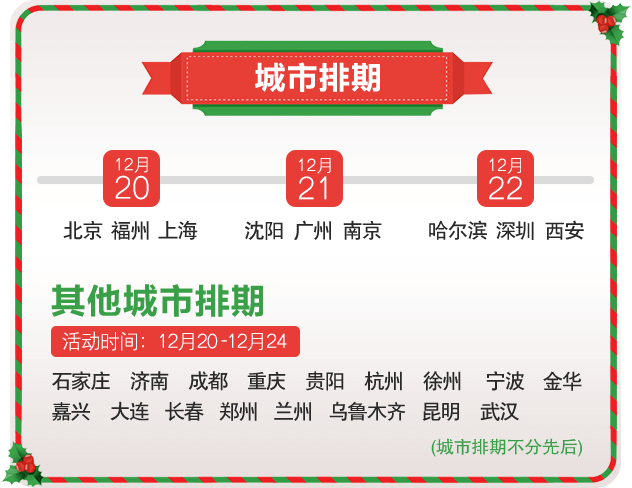 城市排期
12月
20
12月
21
12月
22
北京 福州 上海
沈阳 广州 南京
哈尔滨 深圳 西安
其他城市排期
活动时间：12月20-12月24
石家庄 济南 成都 重庆 贵阳 杭州 徐州 宁波 金华
嘉兴 大连 长春 郑州 兰州 乌鲁木齐 昆明 武汉
(城市排期不分先后)